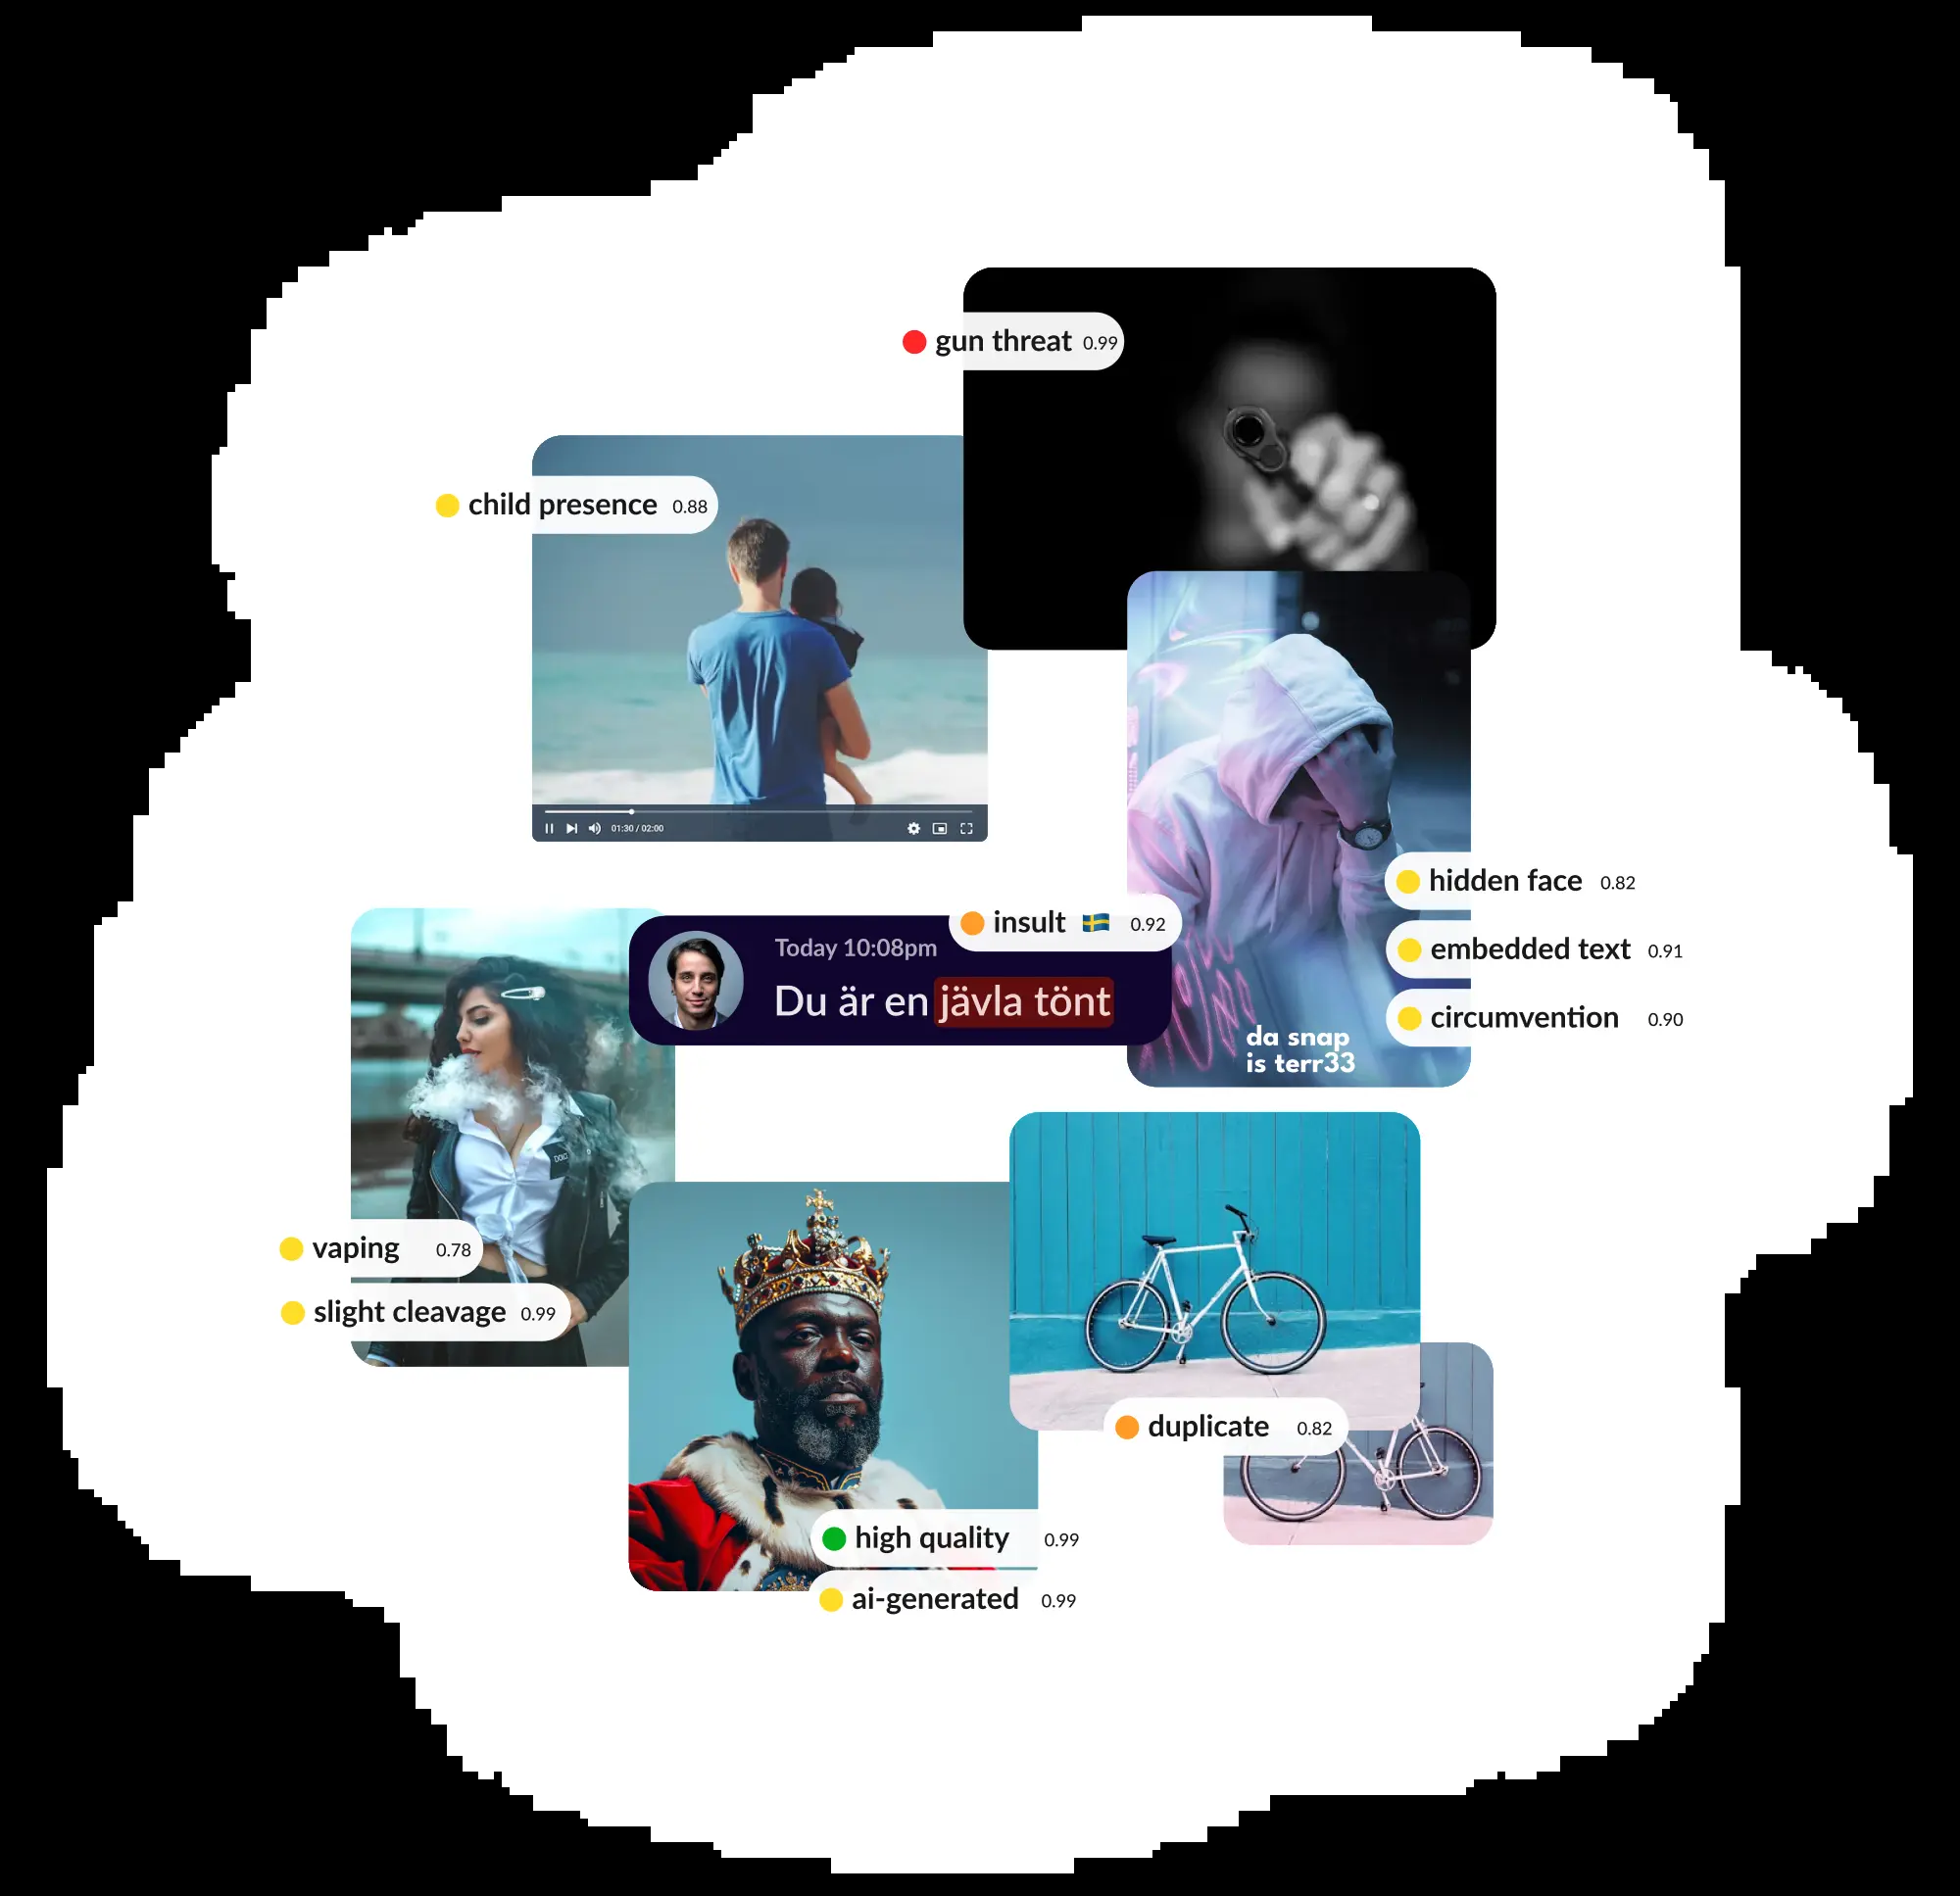 gun threat 0.99
child presence 0.88
01:30 / 02:00
hidden face 0.82
insult 0.92
embedded text 0.91
Today 10:08pm
Du är en jävla tönt
circumvention 0.90
da snap
is terr33
vaping 0.78
slight cleavage 0.99
duplicate 0.82
high quality 0.99
ai-generated 0.99